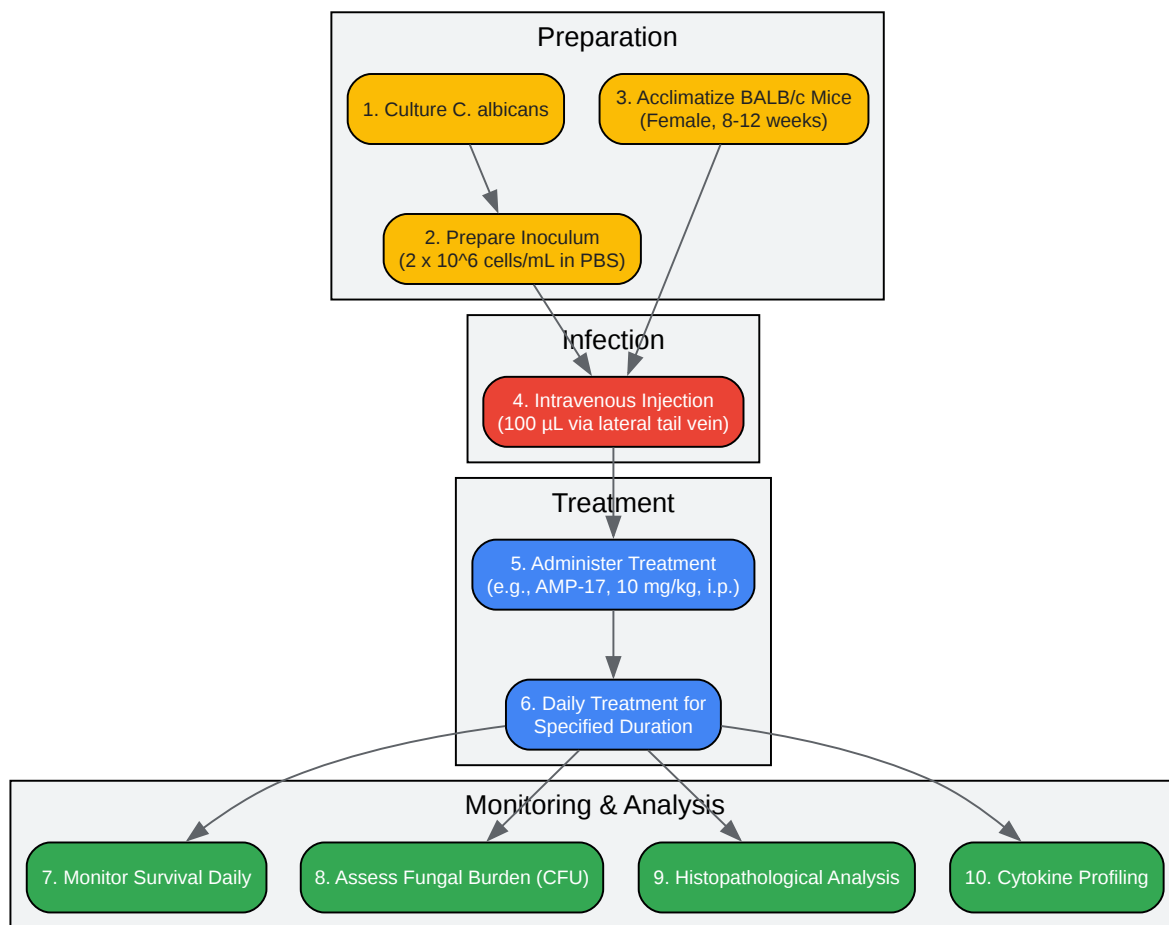 Preparation
1. Culture C. albicans
3. Acclimatize BALB/c Mice
(Female, 8-12 weeks)
2. Prepare Inoculum
(2 x 10^6 cells/mL in PBS)
Infection
4. Intravenous Injection
(100 µL via lateral tail vein)
Treatment
5. Administer Treatment
(e.g., AMP-17, 10 mg/kg, i.p.)
6. Daily Treatment for
Specified Duration
Monitoring & Analysis
7. Monitor Survival Daily
8. Assess Fungal Burden (CFU)
9. Histopathological Analysis
10. Cytokine Profiling